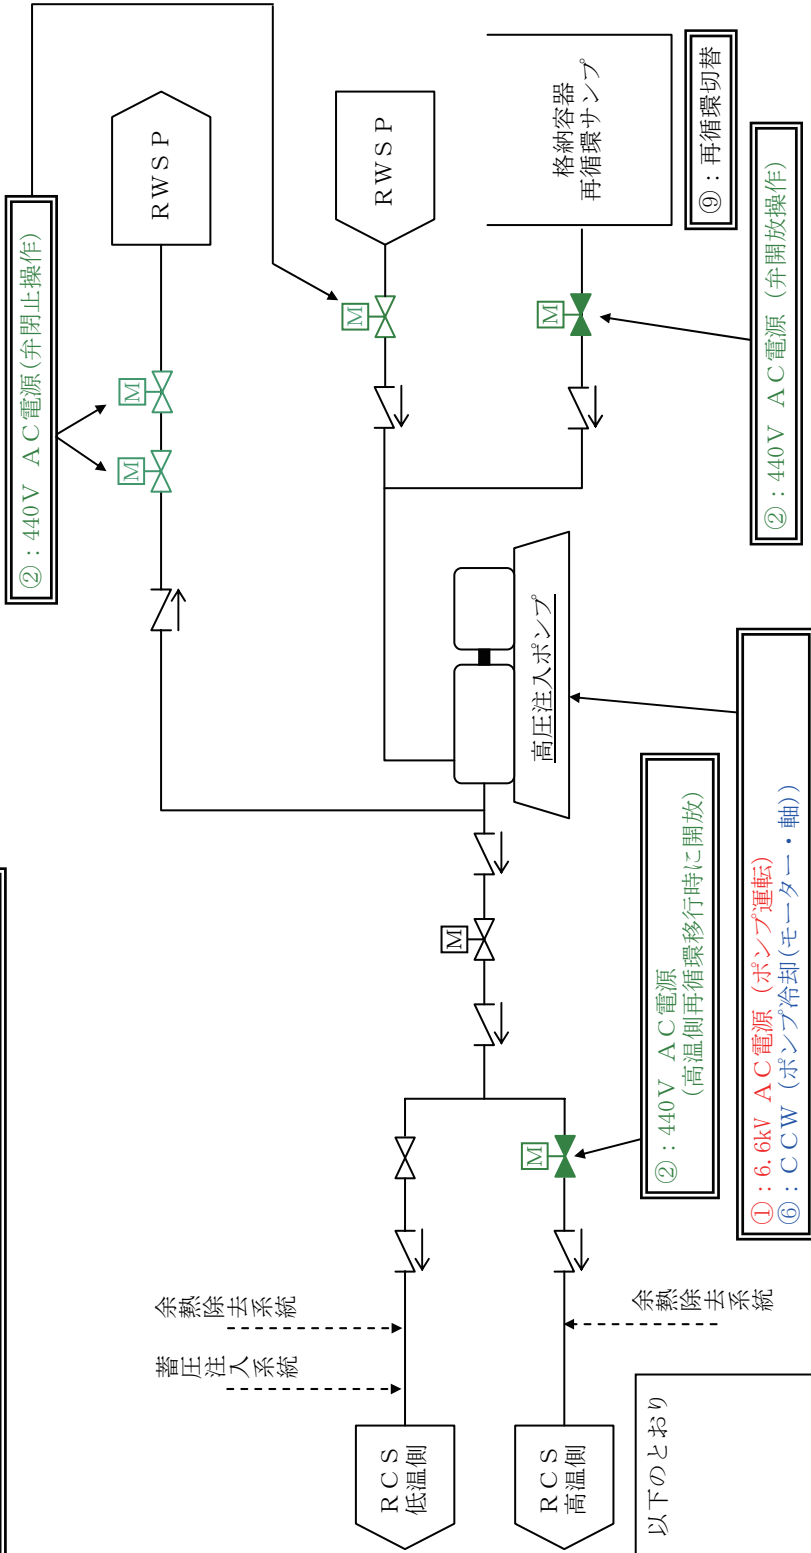 ②：440V AC電源(弁閉止操作)
M
M
RWSP
M
RWSP
M
格納容器
再循環サンプ
⑨：再循環切替
②：440V AC電源 (弁開放操作)
高圧注入ポンプ
①：6.6kV AC電源 (ポンプ運転)
⑥：CCW (ポンプ冷却(モーター・軸))
M
M
②：440V AC電源
(高温側再循環移行時に開放)
余熱除去系統
蓄圧注入系統
余熱除去系統
RCS
低温側
RCS
高温側
以下のとおり